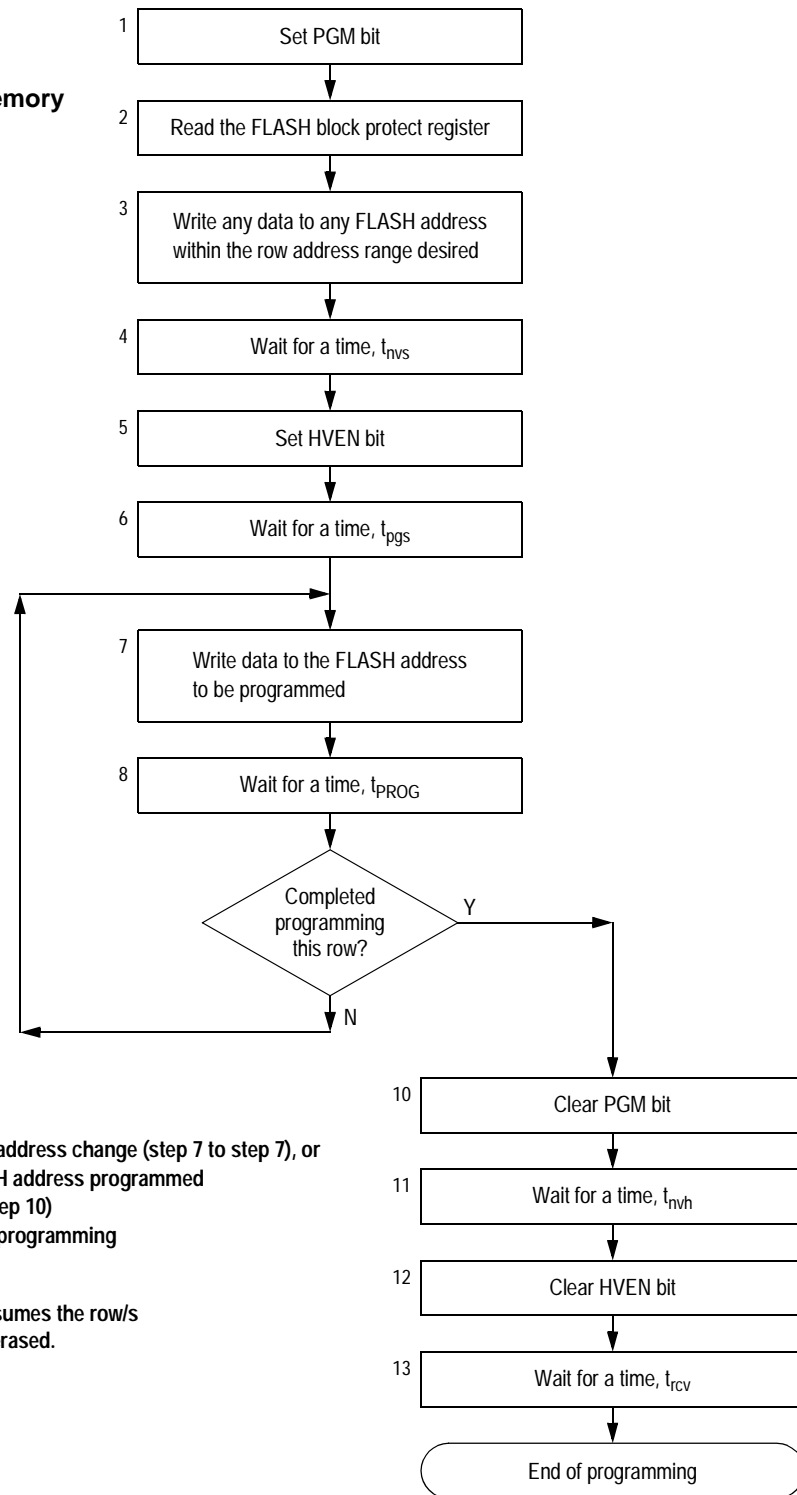 1
Set PGM bit
2
Read the FLASH block protect register
3
Write any data to any FLASH address
within the row address range desired
4
Wait for a time, tnvs
5
Set HVEN bit
6
Wait for a time, tpgs
7
Write data to the FLASH address
to be programmed
8
Wait for a time, tPROG
Completed
programming
this row?
Y
N
10
Clear PGM bit
address change (step 7 to step 7), or
address programmed
10)
programming
11
Wait for a time, tnvh
12
Clear HVEN bit
the row/s
13
Wait for a time, trcv
End of programming